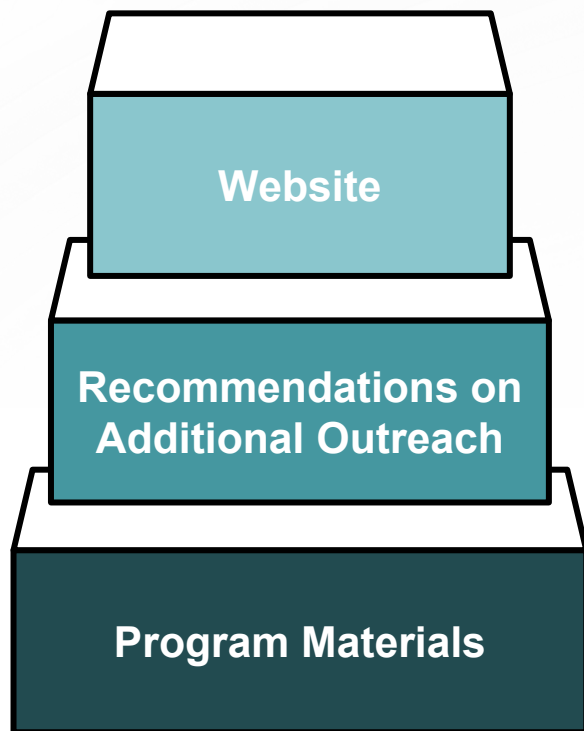 Website
Recommendations on
Additional Outreach
Program Materials